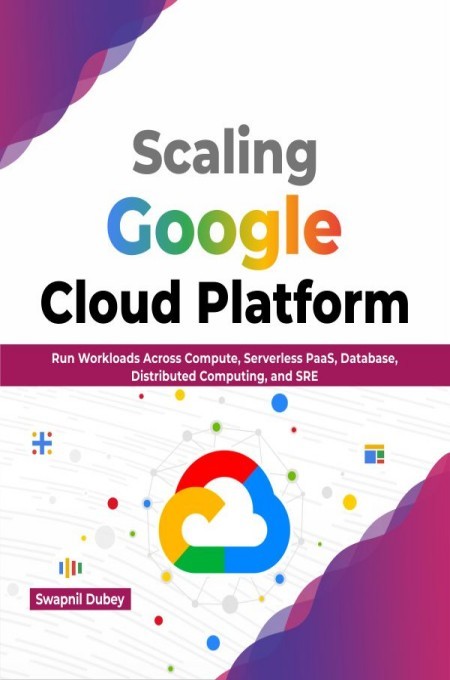 Scaling
Google
Cloud Platform
Run Workloads Across Compute, Serverless PaaS, Database,
Distributed Computing, and SRE
Swapnil Dubey